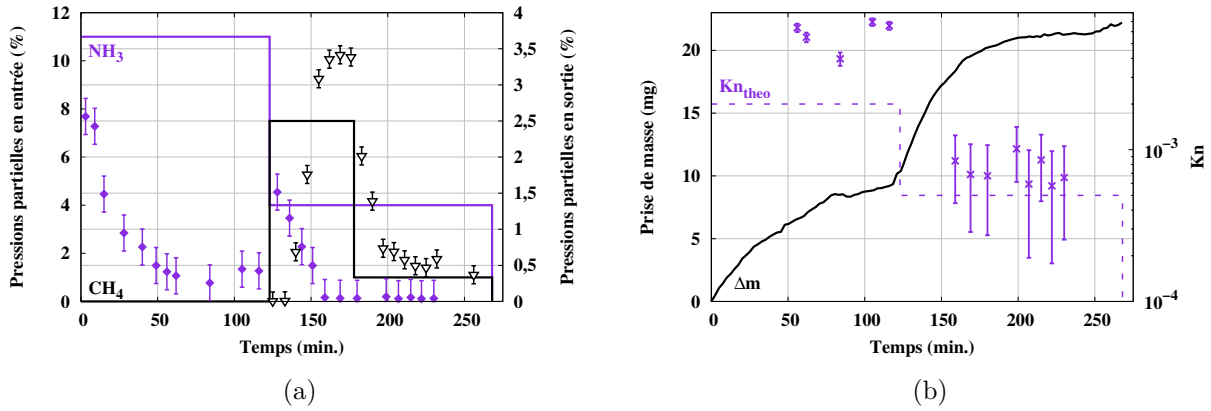 Pressions partielles en entrée (%)
12
10
8
6
4
2
0
NH3
CH4
0 50 100 150 200 250
Temps (min.)
4
3,5
3
2,5
2
1,5
1
0,5
0
Pressions partielles en sortie (%)
(a)
Prise de masse (mg)
20
15
10
5
0
Kntheo
Δm
0 50 100 150 200 250
Temps (min.)
10-3
10-4
Kn
(b)